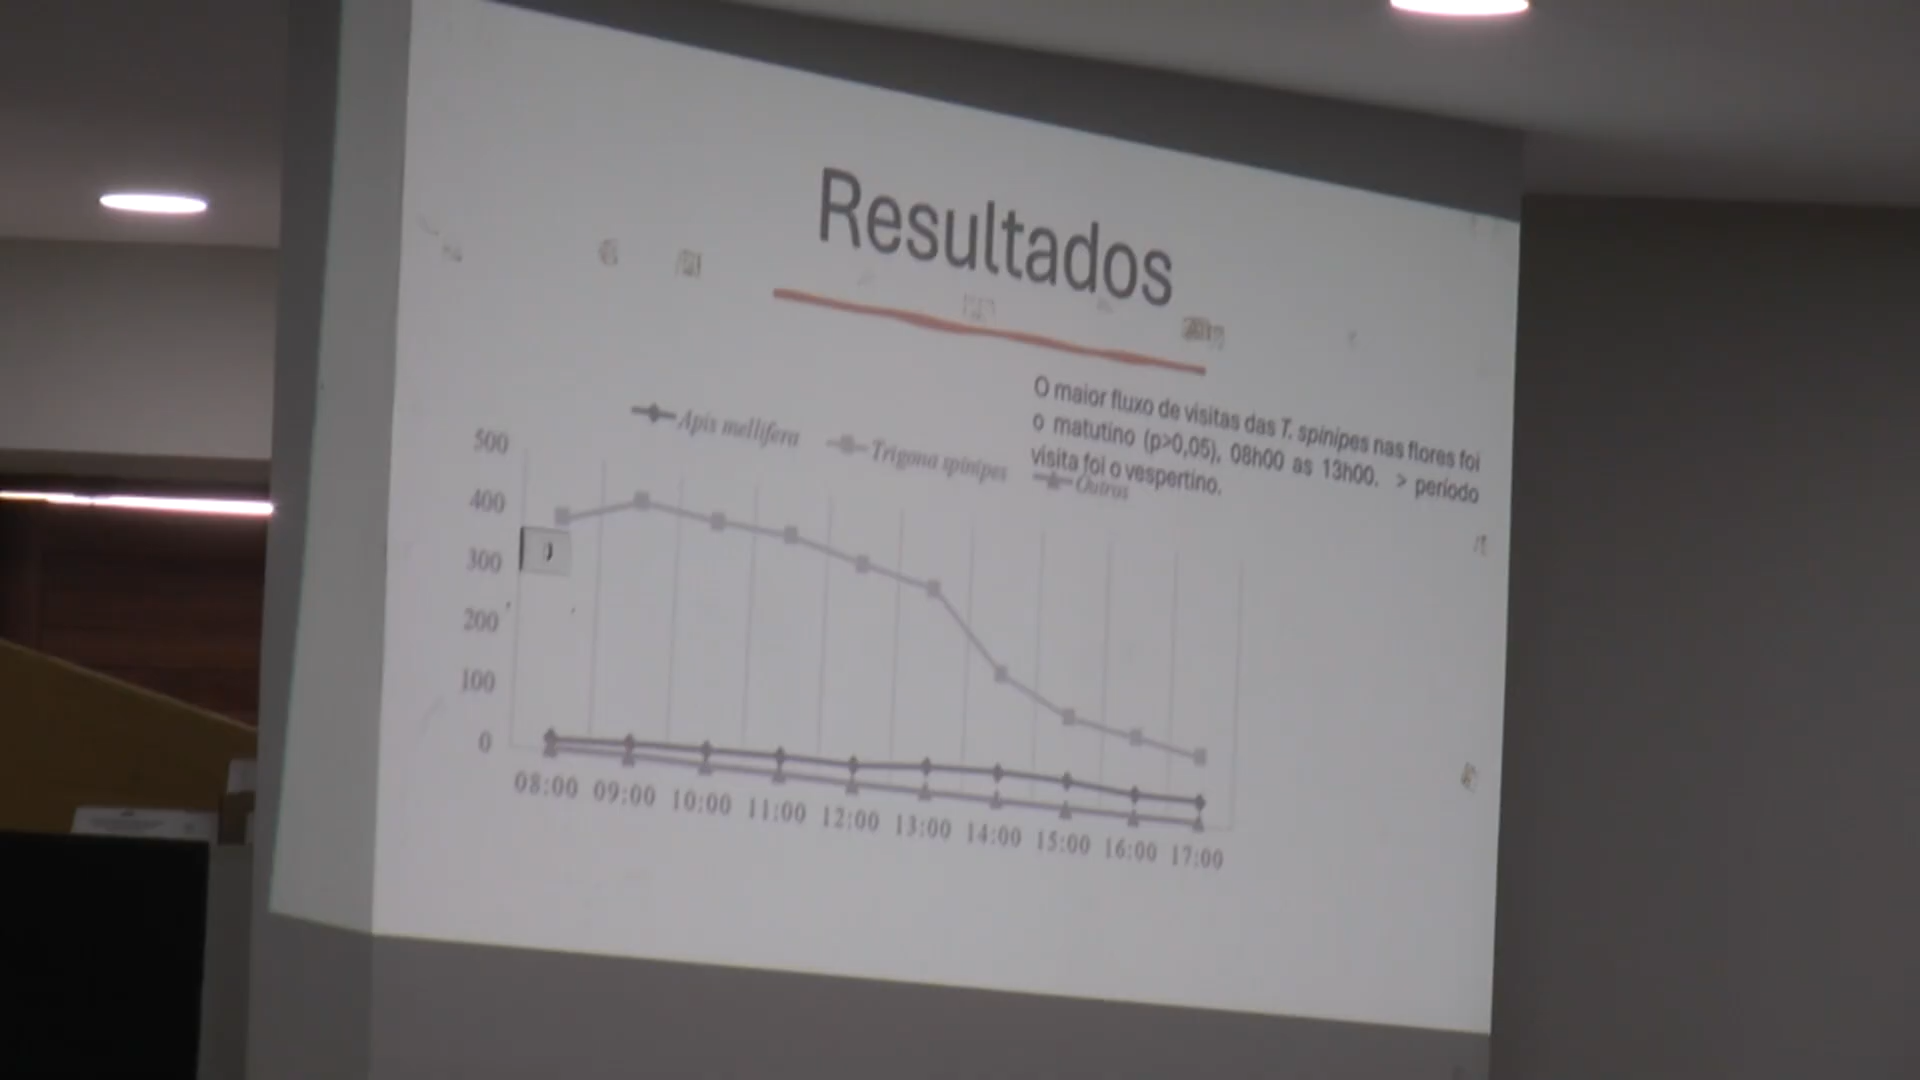 Resultados
O maior fluxo de visitas das T. spinipes nas flores foi
o matutino (p>0,05), 08h00 as 13h00. > período
visita foi o vespertino.
Apis mellifera Trigona spinipes Outras
500
400
300
200
100
0
08:00 09:00 10:00 11:00 12:00 13:00 14:00 15:00 16:00 17:00